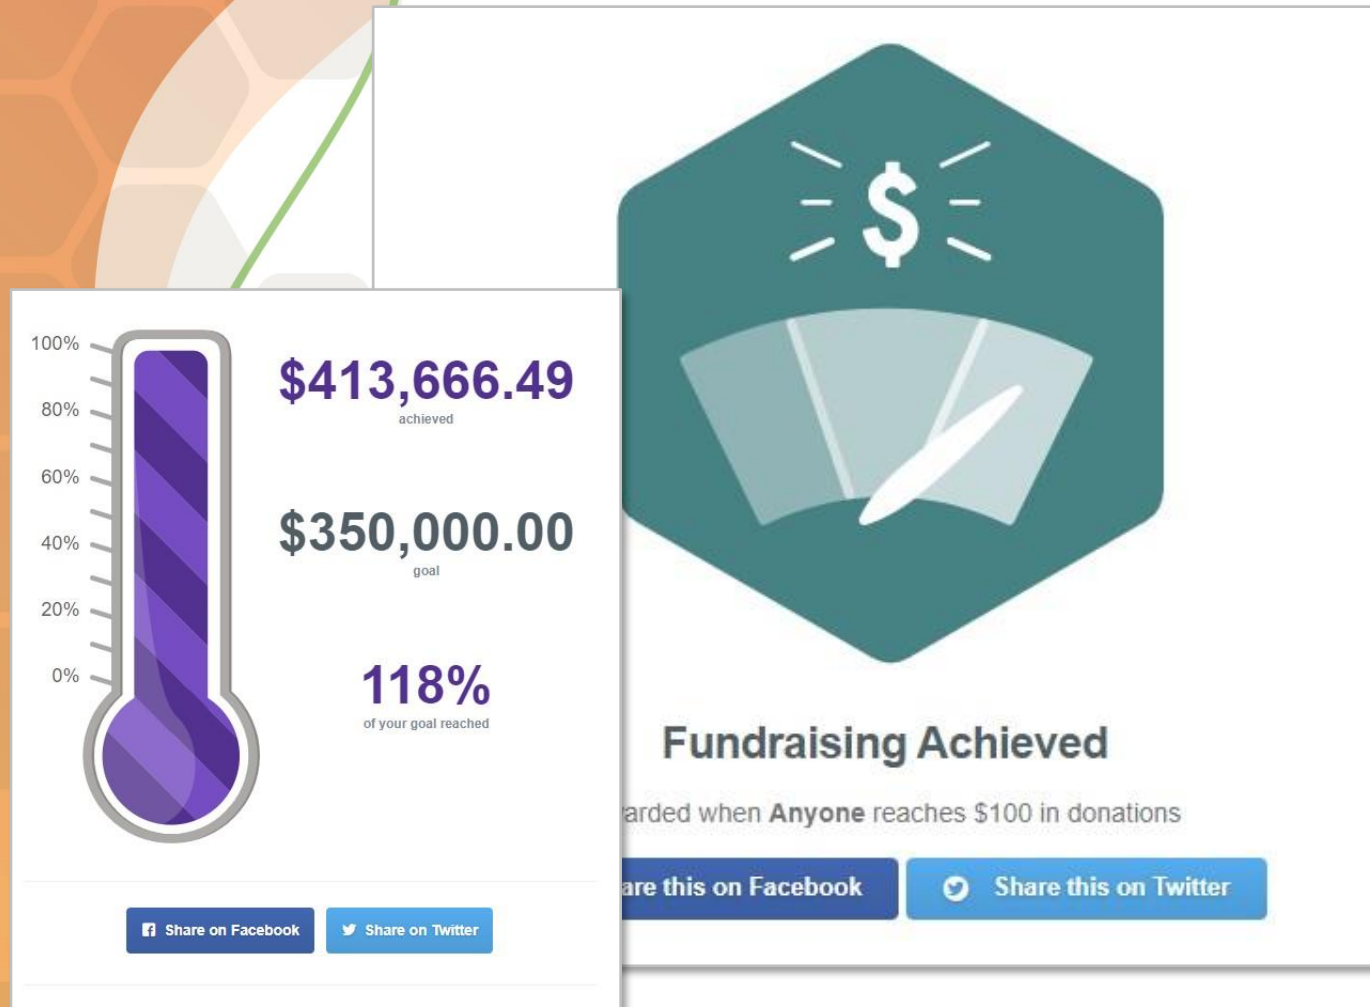 100%
80%
60%
40%
20%
0%
$413,666.49
achieved
$350,000.00
goal
118%
of your goal reached
Share on Facebook
Share on Twitter
$
Fundraising Achieved
when Anyone reaches $100 in donations
this on Facebook
Share this on Twitter